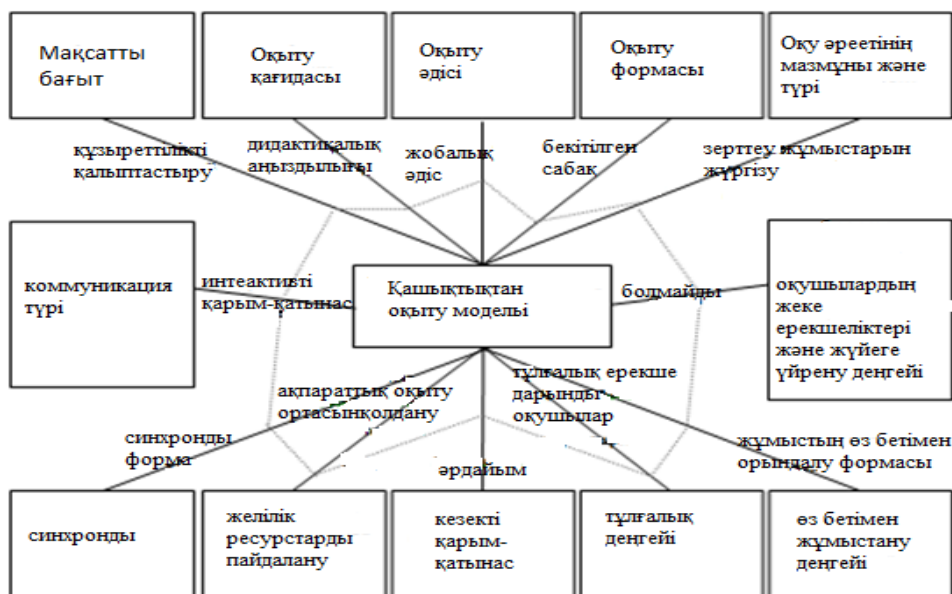 Мақсатты
бағыт
Оқыту
қағидасы
Оқыту
әдісі
Оқыту
формасы
Оқу әреетінің
мазмұны және
түрі
құзыреттілікті
қалыптастыру
дидактиқалық
аңыздылығы
жобалық
әдіс
бекітілген
сабақ
зерттеу жұмыстарын
жүргізу
коммуникация
түрі
интеактивті
қарым-қатынас
Қашықтықтан
оқыту моделі
болмайды
оқушылардың
жеке
ерекшеліктері
және жүйеге
үйрену деңгейі
ақпараттық оқыту
ортасынқолдану
тұлғалық ерекше
дарынды
оқушылар
синхронды
форма
әрдайым
жұмыстың өз бетімен
орындалу формасы
синхронды
желілік
ресурстарды
пайдалану
кезекті
қарым-
қатынас
тұлғалық
деңгейі
өз бетімен
жұмыстану
деңгейі